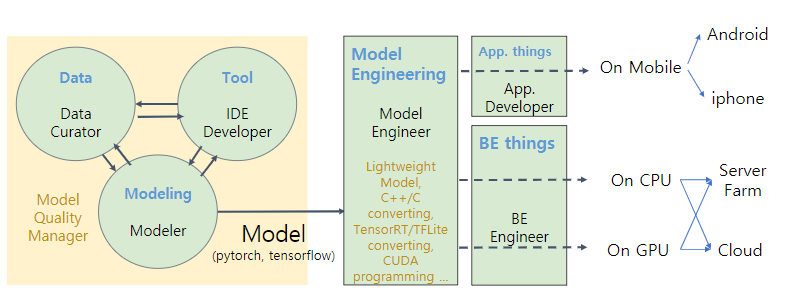 Data
Data
Curator
Tool
IDE
Developer
Modeling
Modeler
Model
Quality
Manager
Model
(pytorch, tensorflow)
Model
Engineering
Model
Engineer
Lightweight
Model,
C++/C
converting,
TensorRT/TFLite
converting,
CUDA
programming ...
App. things
App.
Developer
BE things
BE
Engineer
On Mobile
Android
iphone
On CPU
On GPU
Server
Farm
Cloud